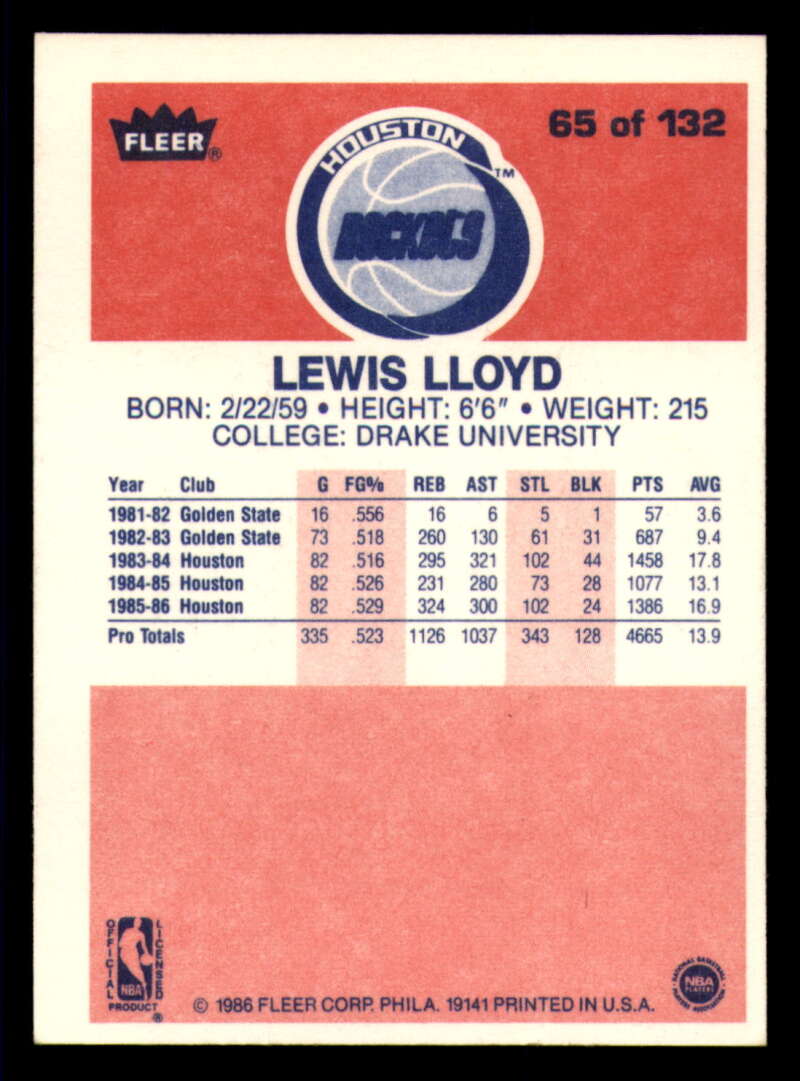 FLEER®
65 of 132
HOUSTON
ROCKETS
TM
LEWIS LLOYD
BORN: 2/22/59 • HEIGHT: 6'6" • WEIGHT: 215
COLLEGE: DRAKE UNIVERSITY
Year Club G FG% REB AST STL BLK PTS AVG
1981-82 Golden State 16 .556 16 6 5 1 57 3.6
1982-83 Golden State 73 .518 260 130 61 31 687 9.4
1983-84 Houston 82 .516 295 321 102 44 1458 17.8
1984-85 Houston 82 .526 231 280 73 28 1077 13.1
1985-86 Houston 82 .529 324 300 102 24 1386 16.9
Pro Totals 335 .523 1126 1037 343 128 4665 13.9
OFFICIAL
LICENSED
NBA
PRODUCT®
NATIONAL BASKETBALL
NBA
PLAYERS
PLAYERS ASSOCIATION
© 1986 FLEER CORP. PHILA. 19141 PRINTED IN U.S.A.